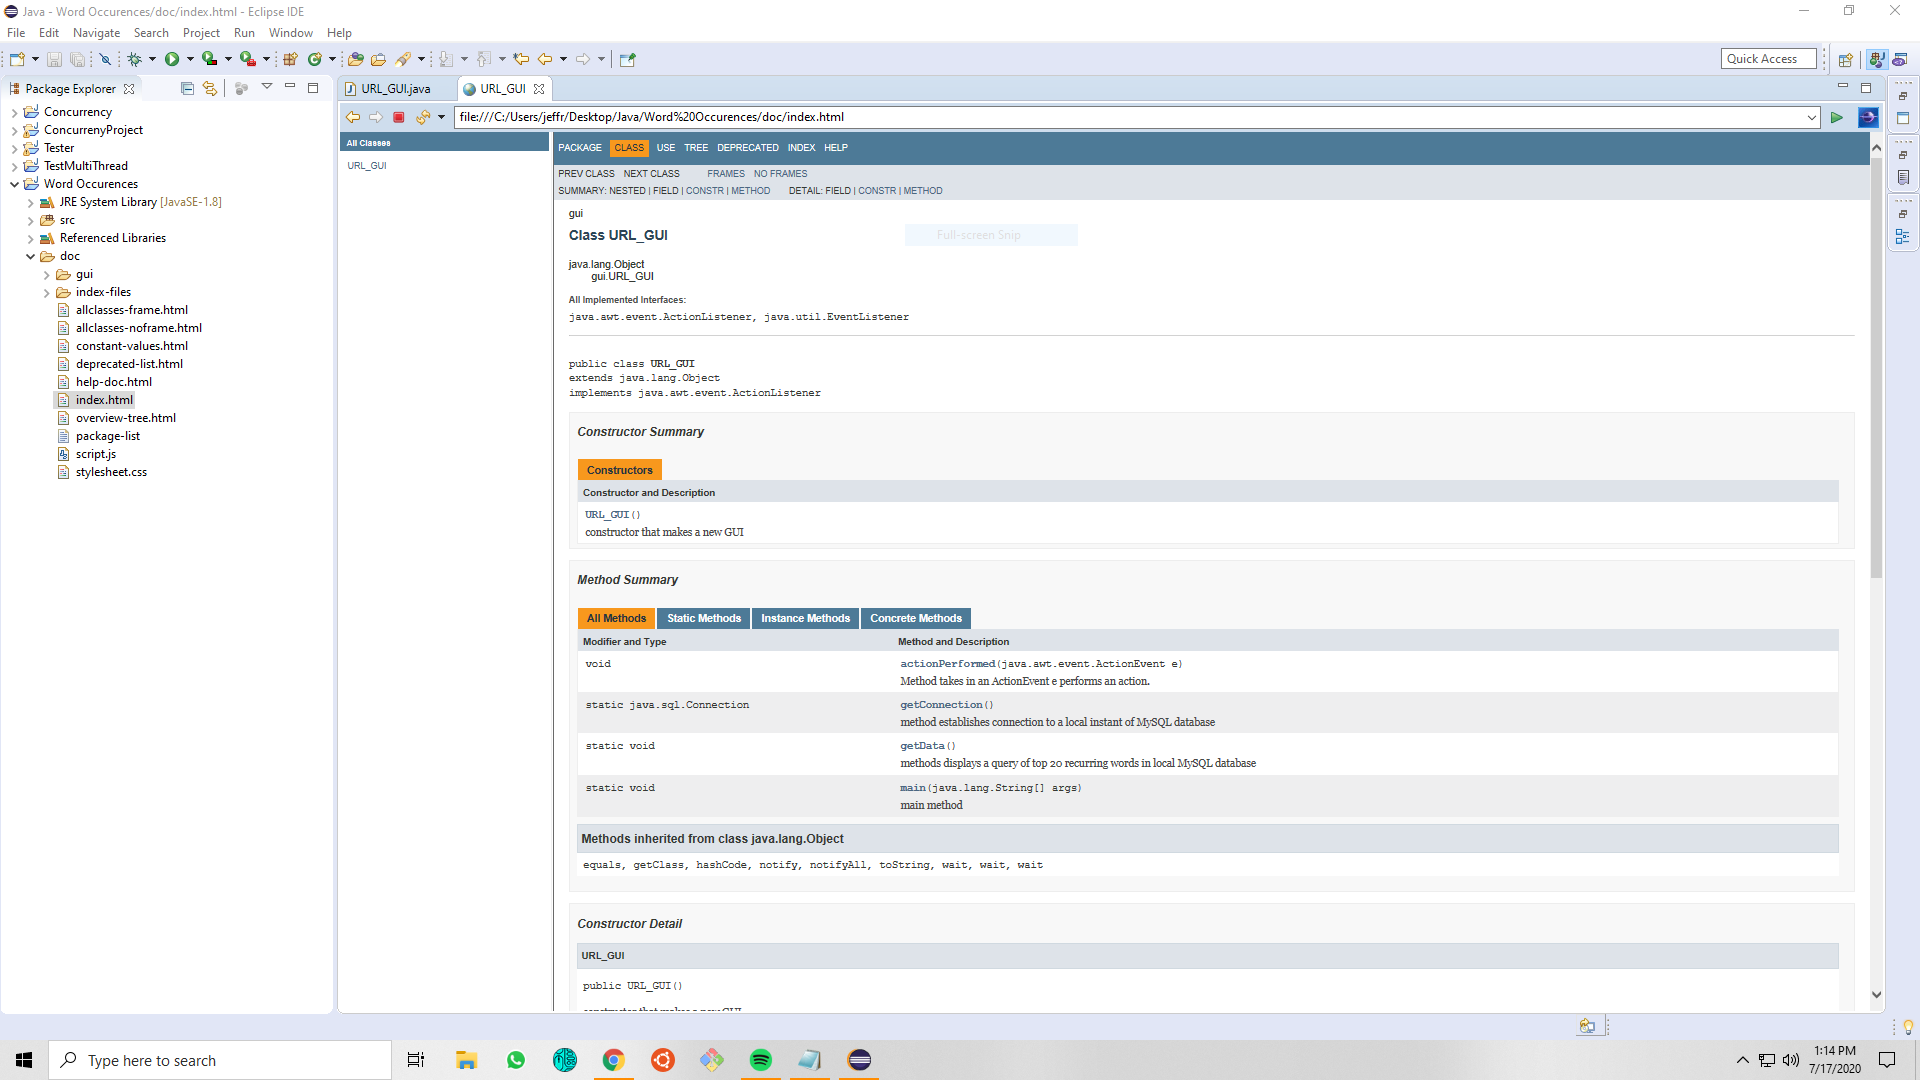 Java - Word Occurences/doc/index.html - Eclipse IDE
File Edit Navigate Search Project Run Window Help
Quick Access
Package Explorer
URL_GUI.java URL_GUI
Concurrency
ConcurrenyProject
Tester
TestMultiThread
Word Occurences
JRE System Library [JavaSE-1.8]
src
Referenced Libraries
doc
gui
index-files
allclasses-frame.html
allclasses-noframe.html
constant-values.html
deprecated-list.html
help-doc.html
index.html
overview-tree.html
package-list
script.js
stylesheet.css
file:///C:/Users/jeffr/Desktop/Java/Word%20Occurences/doc/index.html
All Classes
URL_GUI
PACKAGE CLASS USE TREE DEPRECATED INDEX HELP
PREV CLASS NEXT CLASS FRAMES NO FRAMES
SUMMARY: NESTED | FIELD | CONSTR | METHOD DETAIL: FIELD | CONSTR | METHOD
gui
Class URL_GUI
Full-screen Snip
java.lang.Object
gui.URL_GUI
All Implemented Interfaces:
java.awt.event.ActionListener, java.util.EventListener
public class URL_GUI
extends java.lang.Object
implements java.awt.event.ActionListener
Constructor Summary
Constructors
Constructor and Description
URL_GUI()
constructor that makes a new GUI
Method Summary
All Methods Static Methods Instance Methods Concrete Methods
Modifier and Type Method and Description
void actionPerformed(java.awt.event.ActionEvent e)
Method takes in an ActionEvent e performs an action.
static java.sql.Connection getConnection()
method establishes connection to a local instant of MySQL database
static void getData()
methods displays a query of top 20 recurring words in local MySQL database
static void main(java.lang.String[] args)
main method
Methods inherited from class java.lang.Object
equals, getClass, hashCode, notify, notifyAll, toString, wait, wait, wait
Constructor Detail
URL_GUI
public URL_GUI()
Type here to search
1:14 PM
7/17/2020